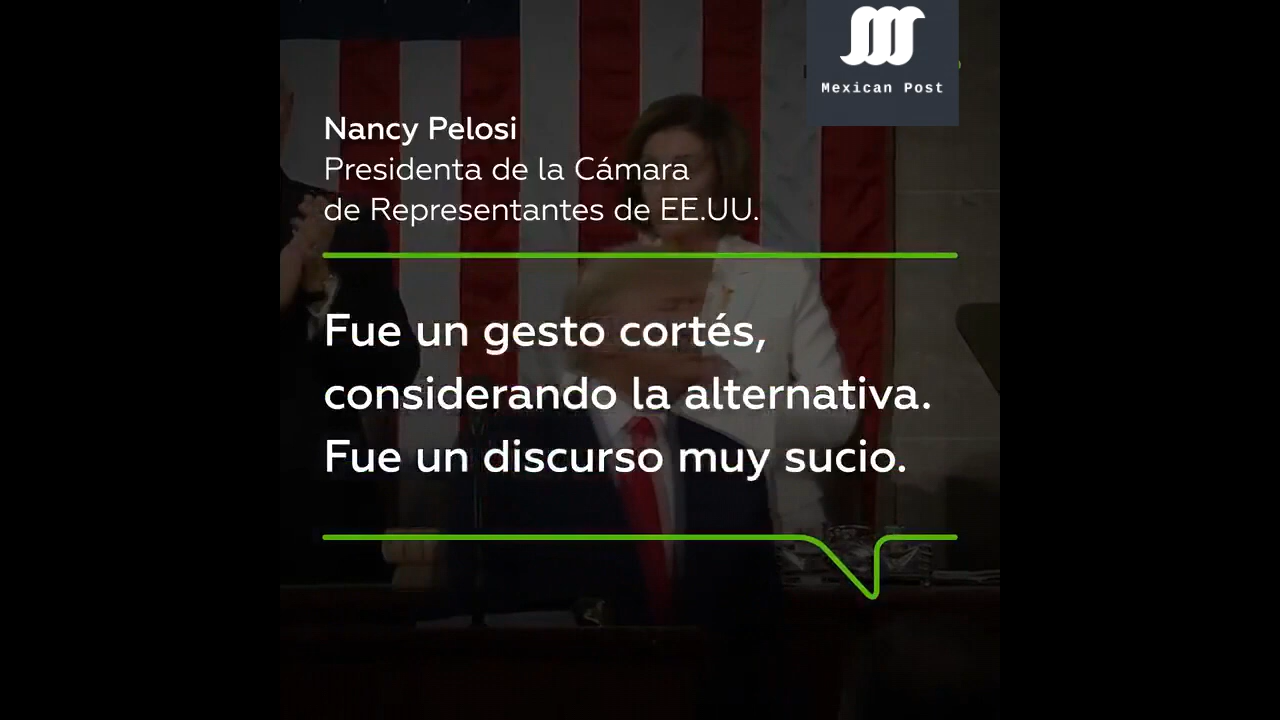 Mexican Post
Nancy Pelosi
Presidenta de la Cámara
de Representantes de EE.UU.
Fue un gesto cortés,
considerando la alternativa.
Fue un discurso muy sucio.